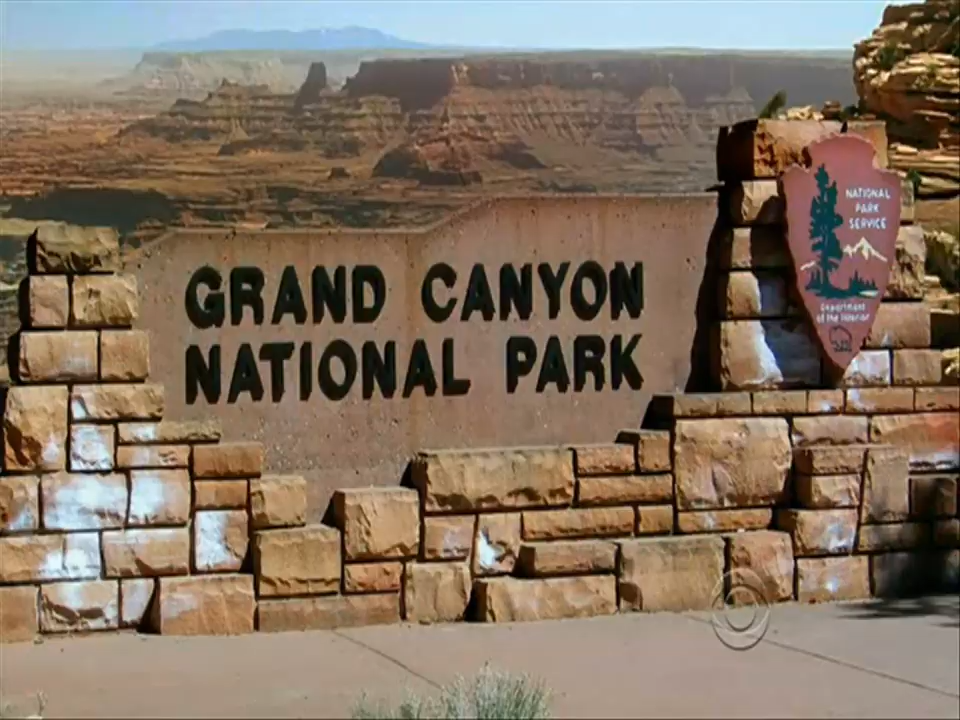 GRAND CANYON
NATIONAL PARK
NATIONAL
PARK
SERVICE
Department
of the Interior